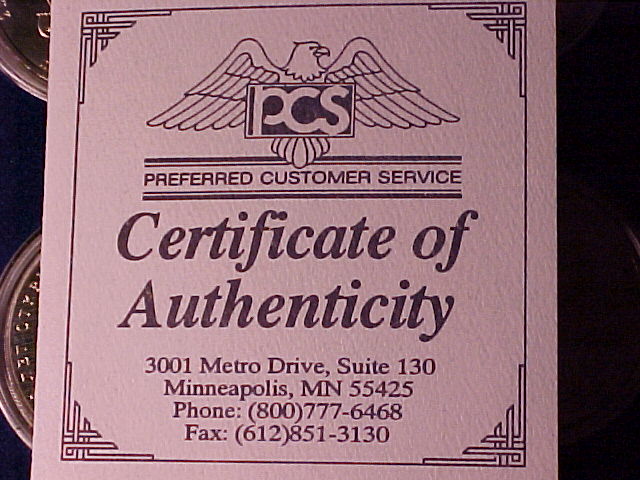 PCS
PREFERRED CUSTOMER SERVICE
Certificate of
Authenticity
3001 Metro Drive, Suite 130
Minneapolis, MN 55425
Phone: (800)777-6468
Fax: (612)851-3130